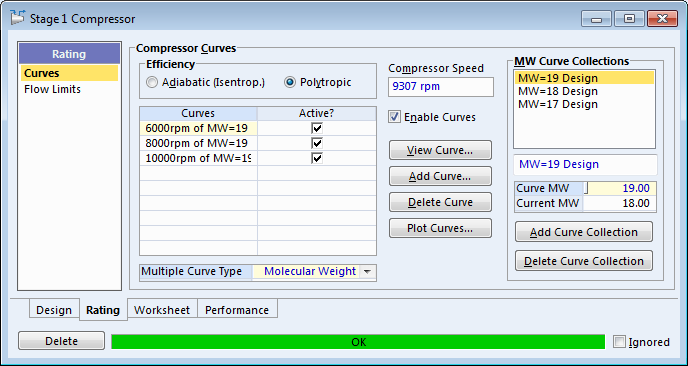 Stage 1 Compressor
Rating
Curves
Flow Limits
Compressor Curves
Efficiency
Adiabatic (Isentrop.)
Polytropic
Curves Active?
6000rpm of MW=19
8000rpm of MW=19
10000rpm of MW=19
Multiple Curve Type Molecular Weight
Compressor Speed
9307 rpm
Enable Curves
View Curve...
Add Curve...
Delete Curve
Plot Curves...
MW Curve Collections
MW=19 Design
MW=18 Design
MW=17 Design
MW=19 Design
Curve MW 19.00
Current MW 18.00
Add Curve Collection
Delete Curve Collection
Design Rating Worksheet Performance
Delete OK Ignored